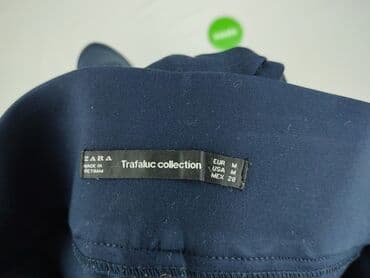 ZARA
MADE IN
VIETNAM
Trafaluc collection
EUR M
USA M
MEX 28